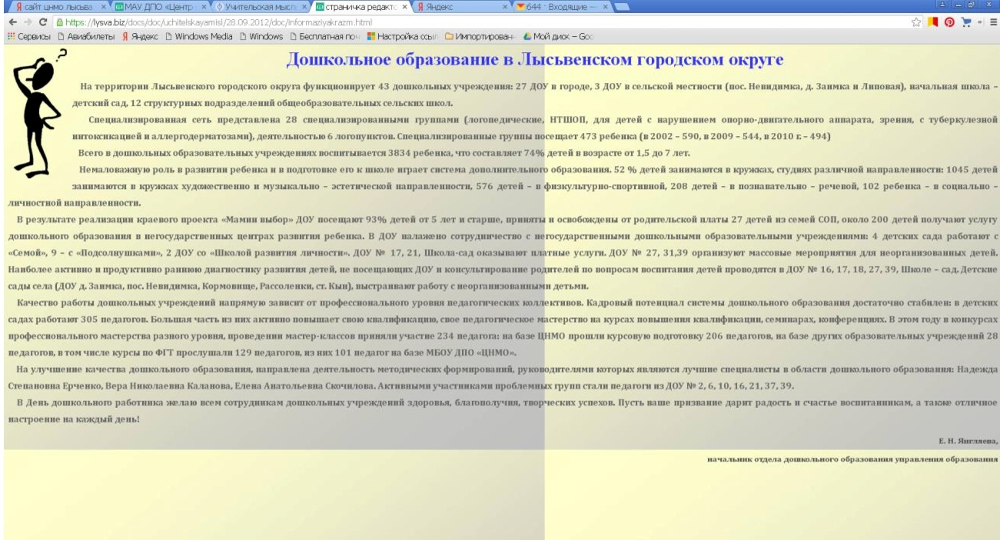 сайт цнмо лысьва
МАУ ДПО «Центр
Учительская мысл
страничка редакто
Яндекс
644 · Входящие —
https://lysva.biz/docs/doc/uchitelskayamisl/28.09.2012/doc/informaziyakrazm.html
Сервисы Авиабилеты Яндекс Windows Media Windows Бесплатная поч Настройка ссыл Импортирован Мой диск – Goo
Дошкольное образование в Лысьвенском городском округе
На территории Лысьвенского городского округа функционирует 43 дошкольных учреждения: 27 ДОУ в городе, 3 ДОУ в сельской местности (пос. Невидимка, д. Заимка и Липовая), начальная школа –
детский сад, 12 структурных подразделений общеобразовательных сельских школ.
Специализированная сеть представлена 28 специализированными группами (логопедические, НТШОП, для детей с нарушением опорно-двигательного аппарата, зрения, с туберкулезной
интоксикацией и аллергодерматозами), деятельностью 6 логопунктов. Специализированные группы посещает 473 ребенка (в 2002 – 590, в 2009 – 544, в 2010 г. – 494)
Всего в дошкольных образовательных учреждениях воспитывается 3834 ребенка, что составляет 74% детей в возрасте от 1,5 до 7 лет.
Немаловажную роль в развитии ребенка и в подготовке его к школе играет система дополнительного образования. 52 % детей занимаются в кружках, студиях различной направленности: 1045 детей
занимаются в кружках художественно и музыкально – эстетической направленности, 576 детей – в физкультурно-спортивной, 208 детей – в познавательно – речевой, 102 ребенка – в социально –
личностной направленности.
В результате реализации краевого проекта «Мамин выбор» ДОУ посещают 93% детей от 5 лет и старше, приняты и освобождены от родительской платы 27 детей из семей СОП, около 200 детей получают услугу
дошкольного образования в негосударственных центрах развития ребенка. В ДОУ налажено сотрудничество с негосударственными дошкольными образовательными учреждениями: 4 детских сада работают с
«Семой», 9 – с «Подсолнушками», 2 ДОУ со «Школой развития личности». ДОУ № 17, 21, Школа-сад оказывают платные услуги. ДОУ № 27, 31,39 организуют массовые мероприятия для неорганизованных детей.
Наиболее активно и продуктивно раннюю диагностику развития детей, не посещающих ДОУ и консультирование родителей по вопросам воспитания детей проводятся в ДОУ № 16, 17, 18, 27, 39, Школе – сад. Детские
сады села (ДОУ д. Заимка, пос. Невидимка, Кормовище, Рассоленки, ст. Кын), выстраивают работу с неорганизованными детьми.
Качество работы дошкольных учреждений напрямую зависит от профессионального уровня педагогических коллективов. Кадровый потенциал системы дошкольного образования достаточно стабилен: в детских
садах работают 305 педагогов. Большая часть из них активно повышает свою квалификацию, свое педагогическое мастерство на курсах повышения квалификации, семинарах, конференциях. В этом году в конкурсах
профессионального мастерства разного уровня, проведении мастер-классов приняли участие 234 педагога: на базе ЦНМО прошли курсовую подготовку 206 педагогов, на базе других образовательных учреждений 28
педагогов, в том числе курсы по ФГТ прослушали 129 педагогов, из них 101 педагог на базе МБОУ ДПО «ЦНМО».
На улучшение качества дошкольного образования, направлена деятельность методических формирований, руководителями которых являются лучшие специалисты в области дошкольного образования: Надежда
Степановна Ерченко, Вера Николаевна Каланова, Елена Анатольевна Скочилова. Активными участниками проблемных групп стали педагоги из ДОУ № 2, 6, 10, 16, 21, 37, 39.
В День дошкольного работника желаю всем сотрудникам дошкольных учреждений здоровья, благополучия, творческих успехов. Пусть ваше призвание дарит радость и счастье воспитанникам, а также отличное
настроение на каждый день!
Е. Н. Янгляева,
начальник отдела дошкольного образования управления образования